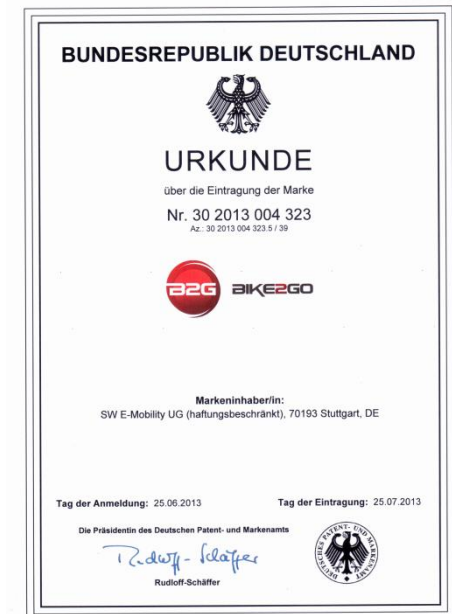 BUNDESREPUBLIK DEUTSCHLAND
URKUNDE
über die Eintragung der Marke
Nr. 30 2013 004 323
Az.: 30 2013 004 323.5 / 39
B2G BIKE2GO
Markeninhaber/in:
SW E-Mobility UG (haftungsbeschränkt), 70193 Stuttgart, DE
Tag der Anmeldung: 25.06.2013 Tag der Eintragung: 25.07.2013
Die Präsidentin des Deutschen Patent- und Markenamts
Rudloff-Schäffer
Rudloff-Schäffer
DEUTSCHES PATENT- UND MARKENAMT